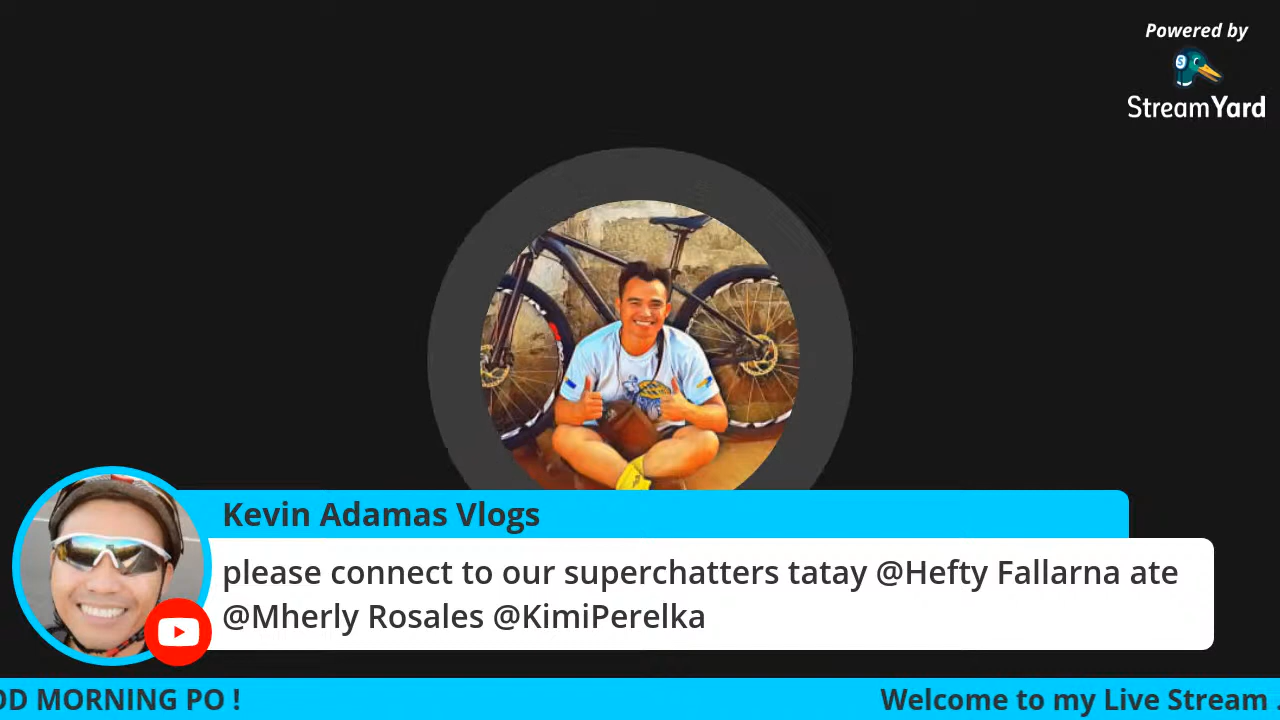 Powered by
StreamYard
Kevin Adamas Vlogs
please connect to our superchatters tatay @Hefty Fallarna ate
@Mherly Rosales @KimiPerelka
OD MORNING PO ! Welcome to my Live Stream